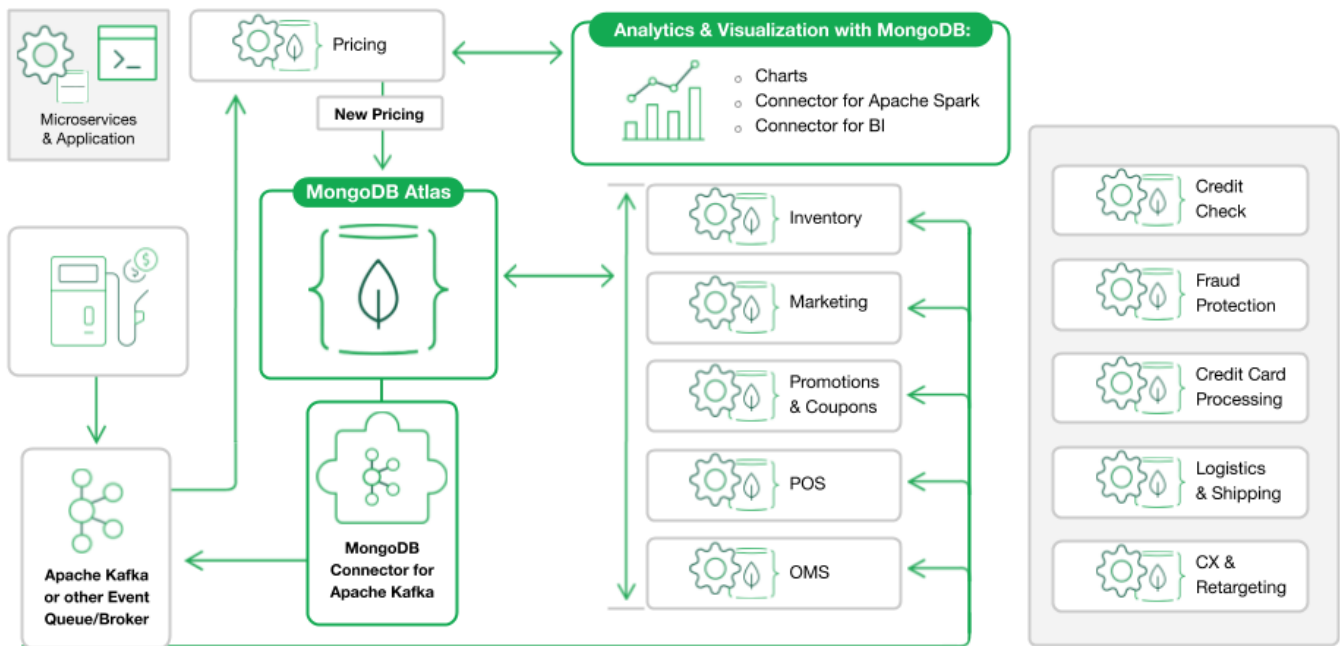 Microservices
& Application
>_
Pricing
New Pricing
Analytics & Visualization with MongoDB:
Charts
Connector for Apache Spark
Connector for BI
MongoDB Atlas
$
$
MongoDB
Connector for
Apache Kafka
Apache Kafka
or other Event
Queue/Broker
Inventory
Marketing
Promotions
& Coupons
POS
OMS
Credit
Check
Fraud
Protection
Credit Card
Processing
Logistics
& Shipping
CX &
Retargeting